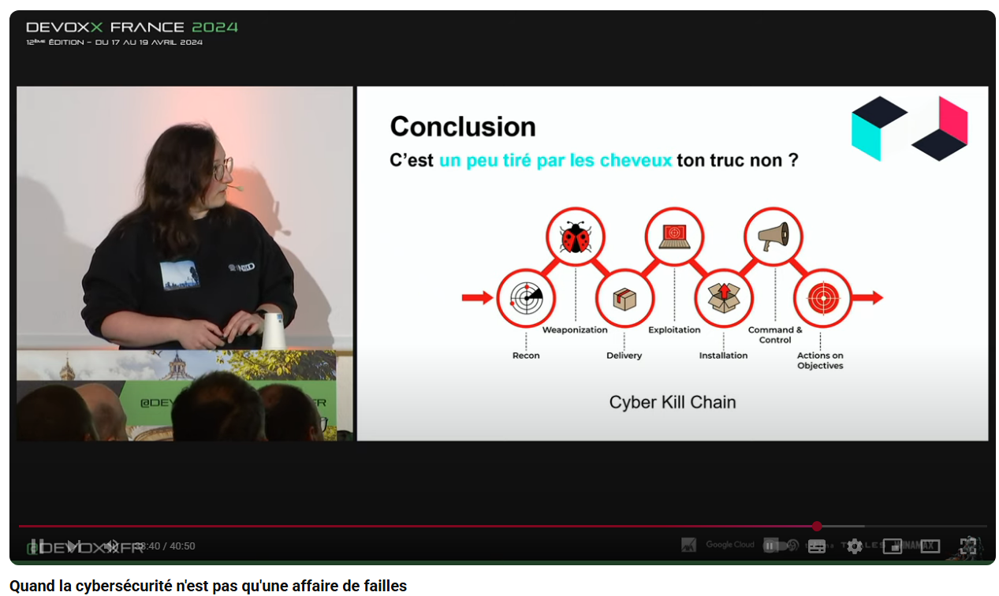 DEVOXX FRANCE 2024
12ÈME ÉDITION - DU 17 AU 19 AVRIL 2024
Conclusion
C'est un peu tiré par les cheveux ton truc non ?
Weaponization
Exploitation
Command &
Control
Recon
Delivery
Installation
Actions on
Objectives
Cyber Kill Chain
@DEV
FR
@DEVOXXFR
38:40 / 40:50
Google Cloud
WINAMAX
Quand la cybersécurité n'est pas qu'une affaire de failles